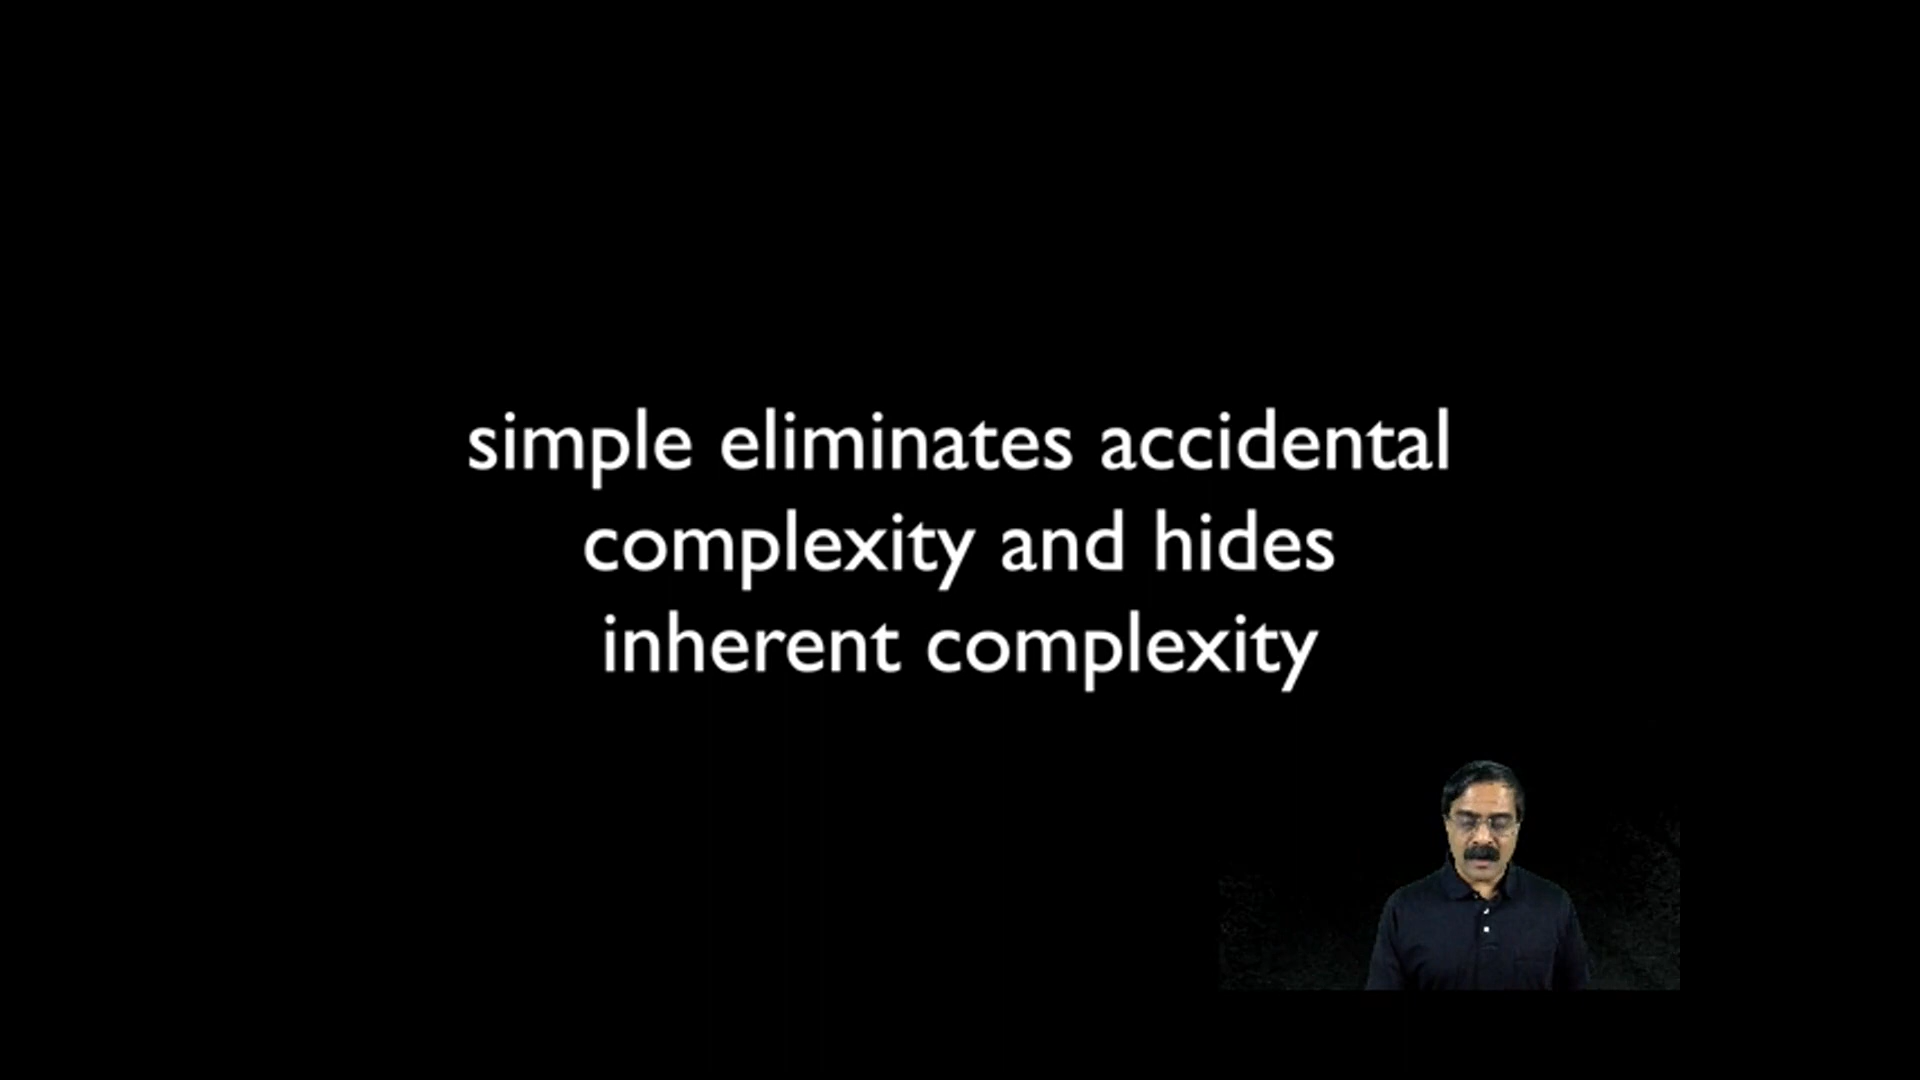 simple eliminates accidental
complexity and hides
inherent complexity